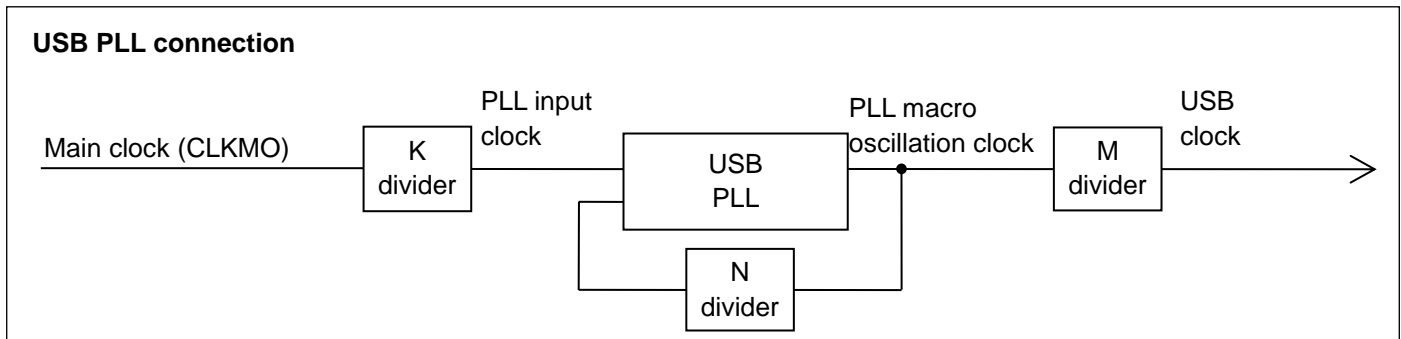 USB PLL connection
Main clock (CLKMO)
K
divider
PLL input
clock
USB
PLL
N
divider
PLL macro
oscillation clock
M
divider
USB
clock